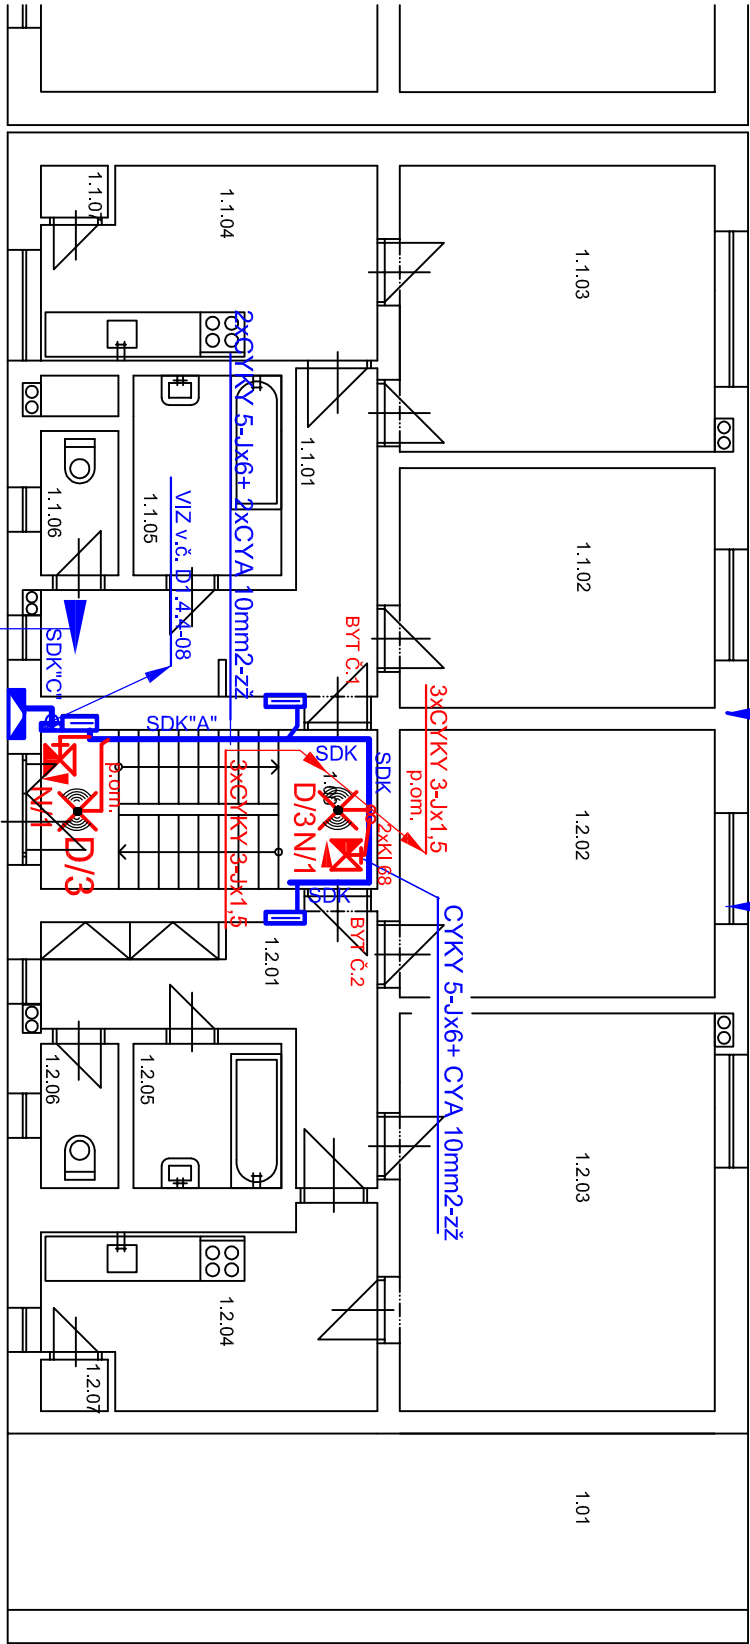 1.1.07
1.1.04
1.1.03
2xCYKY 5-Jx6+ 2xCYA 10mm2-zž
1.1.01
1.1.06
1.1.05
1.1.02
VIZ v.č. D1.4.4-08
SDK"C"
BYT Č.1
3xCYKY 3-Jx1,5
p.om.
SDK"A"
SDK
SDK
p.om.
N/1
D/3
3xCYKY 3-Jx1,5
D/3
N/1
2xKU68
SDK
1.2.02
BYT Č.2
1.2.01
CYKY 5-Jx6+ CYA 10mm2-zž
1.2.06
1.2.05
1.2.03
1.2.04
1.2.07
1.01